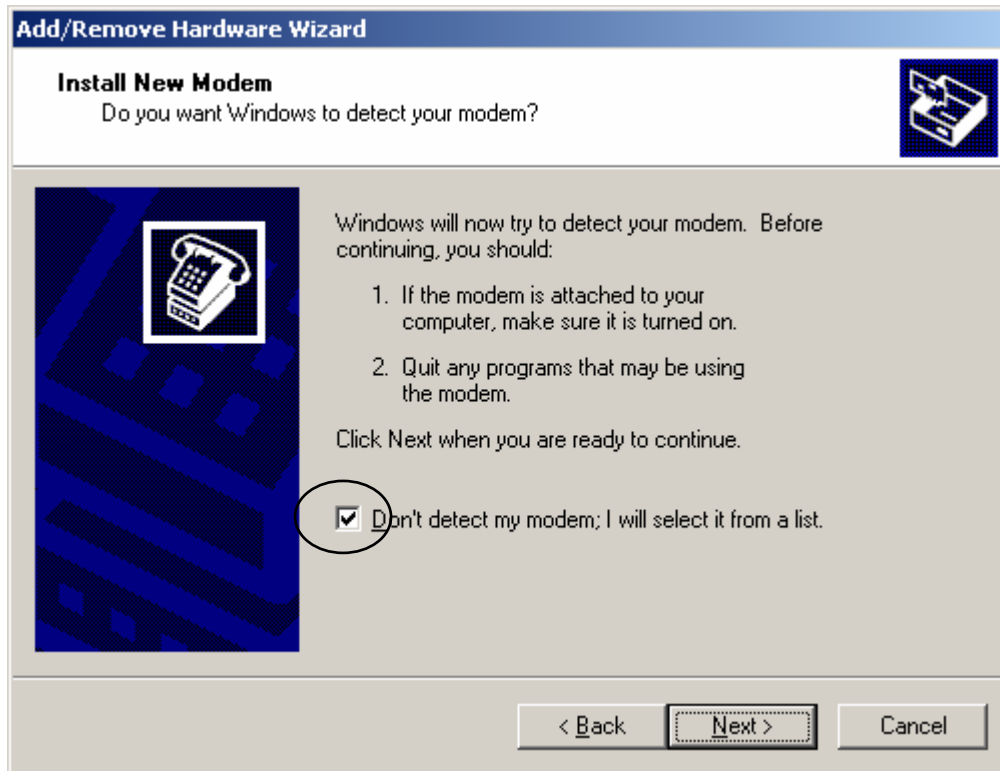 Add/Remove Hardware Wizard
Install New Modem
Do you want Windows to detect your modem?
Windows will now try to detect your modem.  Before
continuing, you should:
1. If the modem is attached to your
computer, make sure it is turned on.
2. Quit any programs that may be using
the modem.
Click Next when you are ready to continue.
Don't detect my modem; I will select it from a list.
< Back
Next >
Cancel